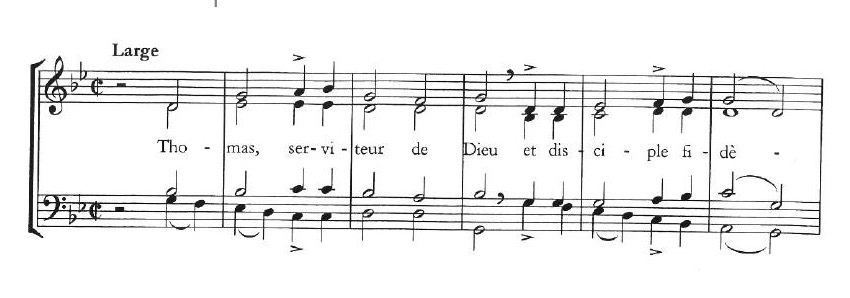 Large
Tho - mas, ser - vi - teur de Dieu et dis - ci - ple fi - dè -